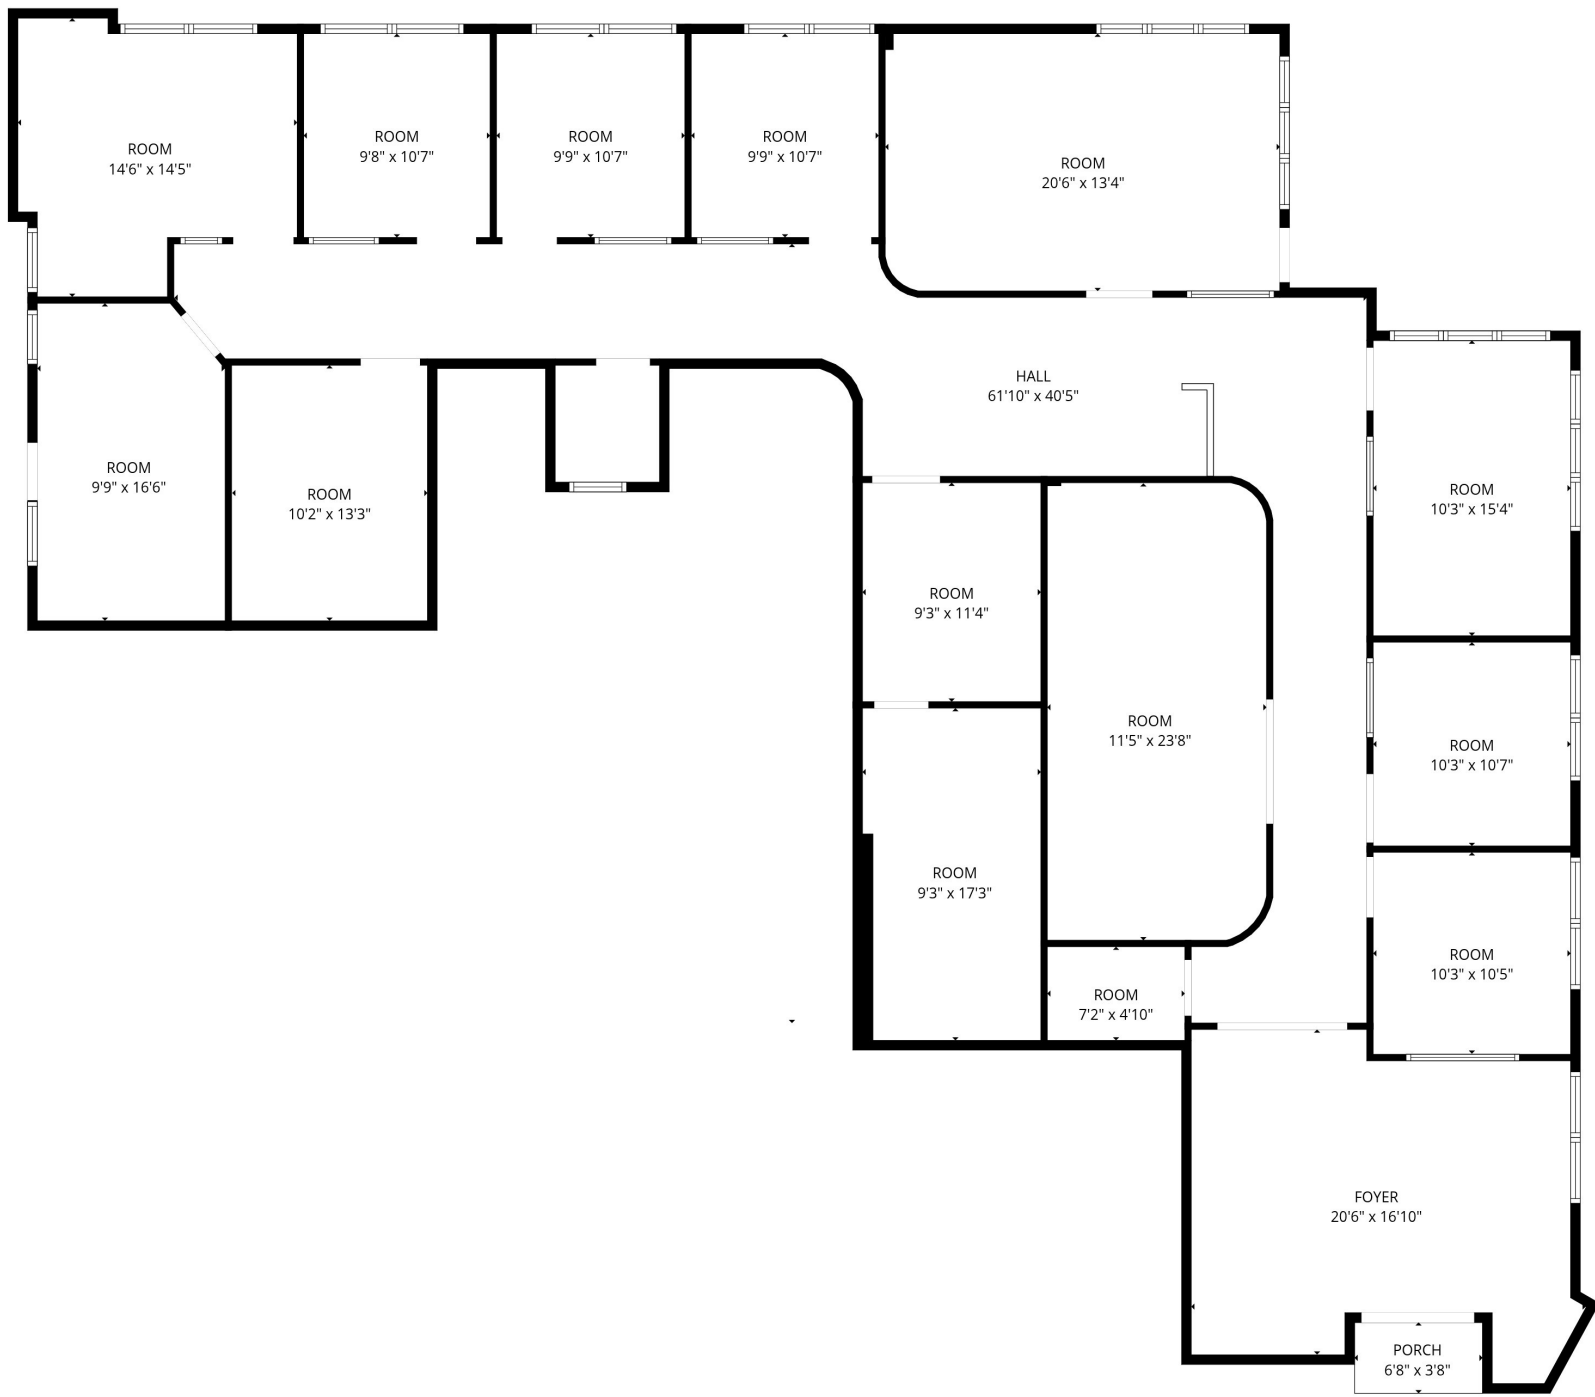 ROOM
14'6" x 14'5"
ROOM
9'8" x 10'7"
ROOM
9'9" x 10'7"
ROOM
9'9" x 10'7"
ROOM
20'6" x 13'4"
HALL
61'10" x 40'5"
ROOM
9'9" x 16'6"
ROOM
10'2" x 13'3"
ROOM
10'3" x 15'4"
ROOM
9'3" x 11'4"
ROOM
11'5" x 23'8"
ROOM
10'3" x 10'7"
ROOM
9'3" x 17'3"
ROOM
10'3" x 10'5"
ROOM
7'2" x 4'10"
FOYER
20'6" x 16'10"
PORCH
6'8" x 3'8"